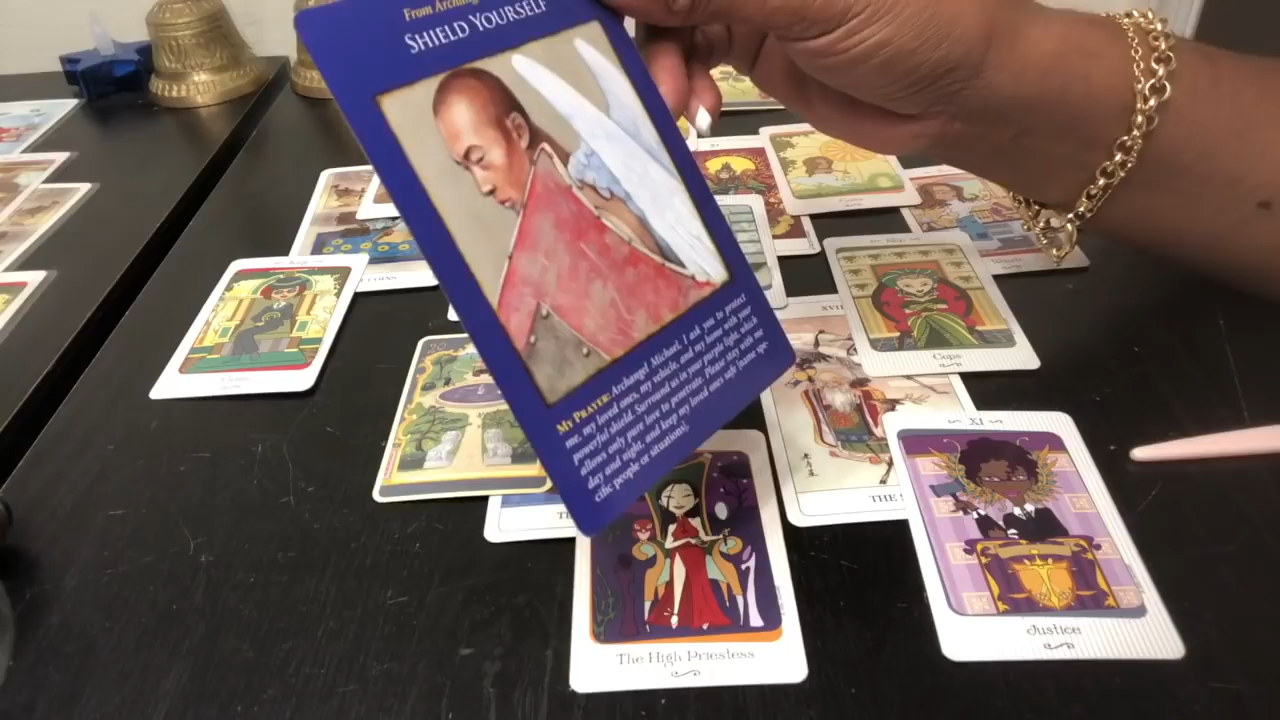 From Archang
SHIELD YOURSELF
MY PRAYER: Archangel Michael, I ask you to protect
me, my loved ones, my vehicle, and my home with your
powerful shield. Surround us in your purple light, which
allows only pure love to penetrate. Please stay with me
day and night, and keep my loved ones safe [name spe-
cific people or situations].
COINS
XVII
Cups
THE S
TH
The High Priestess
XI
Justice